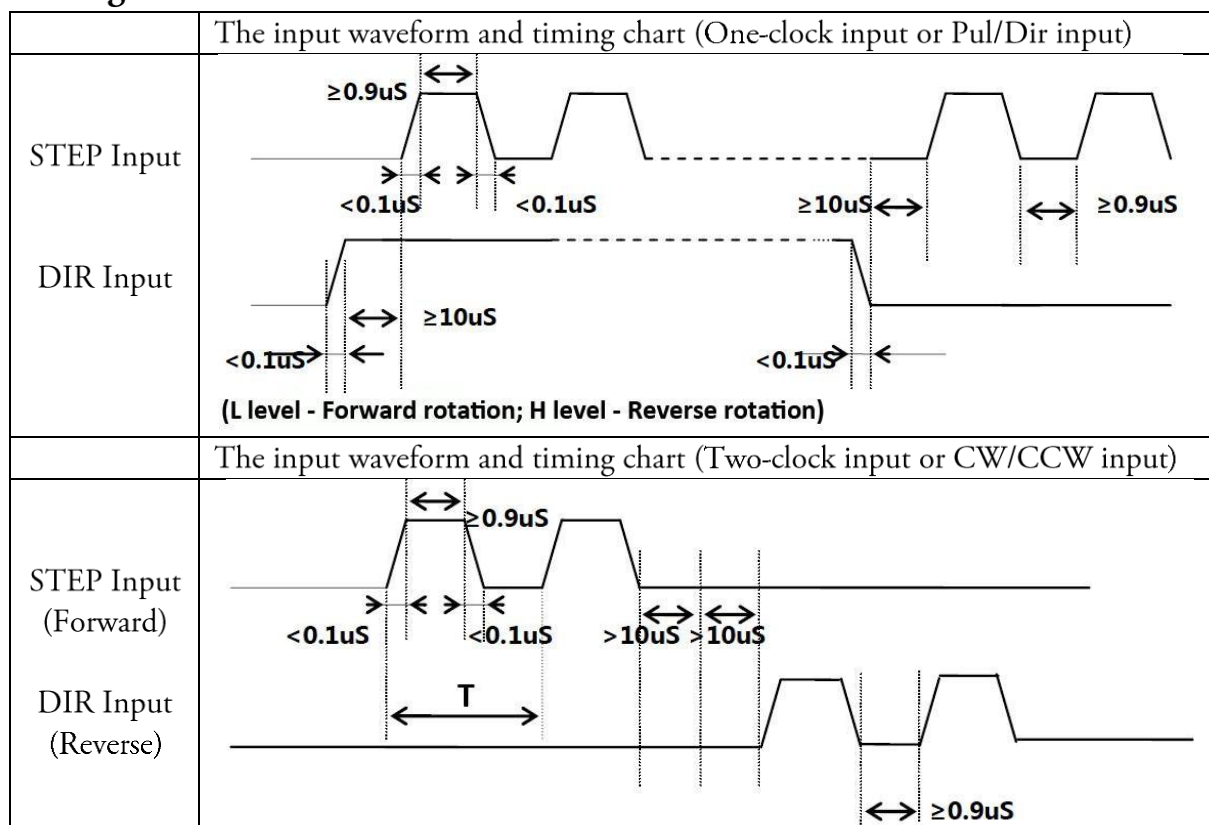 The input waveform and timing chart (One-clock input or Pul/Dir input)
≥0.9uS
STEP Input
<0.1uS <0.1uS ≥10uS ≥0.9uS
DIR Input
≥10uS
<0.1uS <0.1uS
(L level - Forward rotation; H level - Reverse rotation)
The input waveform and timing chart (Two-clock input or CW/CCW input)
≥0.9uS
STEP Input
(Forward)
<0.1uS <0.1uS >10uS >10uS
T
DIR Input
(Reverse)
≥0.9uS